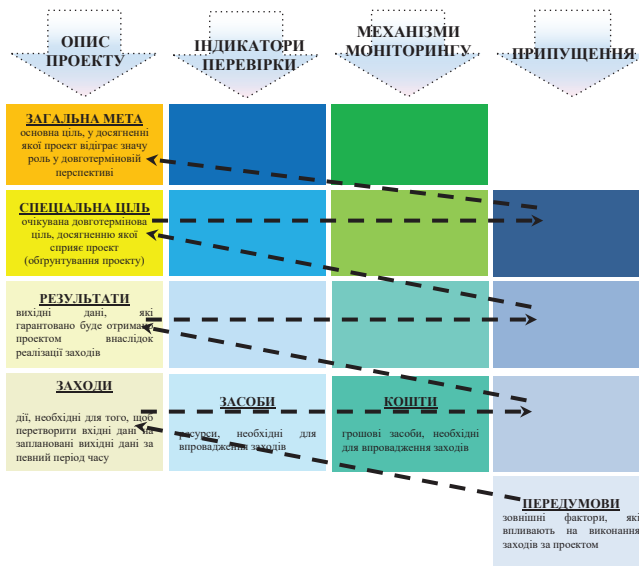 ОПИС
ПРОЕКТУ
ІНДИКАТОРИ
ПЕРЕВІРКИ
МЕХАНІЗМИ
МОНІТОРИНГУ
ПРИПУЩЕННЯ
ЗАГАЛЬНА МЕТА
основна ціль, у досягненні
якої проект відіграє значу
роль у довготерміновій
перспективі
СПЕЦІАЛЬНА ЦІЛЬ
очікувана довготермінова
ціль, досягненню якої
сприяє проект
(обґрунтування проекту)
РЕЗУЛЬТАТИ
вихідні дані, які
гарантовано буде отримано
проектом внаслідок
реалізації заходів
ЗАХОДИ
дії, необхідні для того, щоб
перетворити вхідні дані на
заплановані вихідні дані за
певний період часу
ЗАСОБИ
ресурси, необхідні для
впровадження заходів
КОШТИ
грошові засоби, необхідні
для впровадження заходів
ПЕРЕДУМОВИ
зовнішні фактори, які
впливають на виконання
заходів за проектом